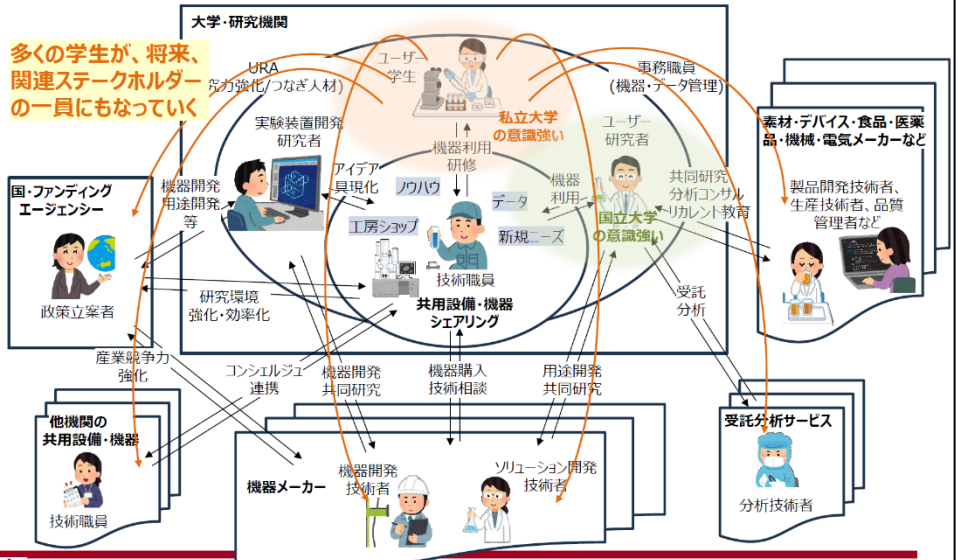 大学・研究機関
多くの学生が、将来、
関連ステークホルダー
の一員にもなっていく
URA
究力強化/つなぎ人材)
ユーザー
学生
事務職員
(機器・データ管理)
私立大学
の意識強い
実験装置開発
研究者
機器利用
研修
ユーザー
研究者
素材・デバイス・食品・医薬
品・機械・電気メーカーなど
国・ファンディング
エージェンシー
機器開発
用途開発
等
アイデア
具現化
ノウハウ
データ
機器
利用
共同研究
分析コンサル
リカレント教育
製品開発技術者、
生産技術者、品質
管理者など
工房ショップ
新規ニーズ
国立大学
の意識強い
技術職員
政策立案者
研究環境
強化・効率化
共用設備・機器
シェアリング
受託
分析
産業競争力
強化
コンシェルジュ
連携
機器開発
共同研究
機器購入
技術相談
用途開発
共同研究
他機関の
共用設備・機器
技術職員
機器メーカー
機器開発
技術者
ソリューション開発
技術者
受託分析サービス
分析技術者